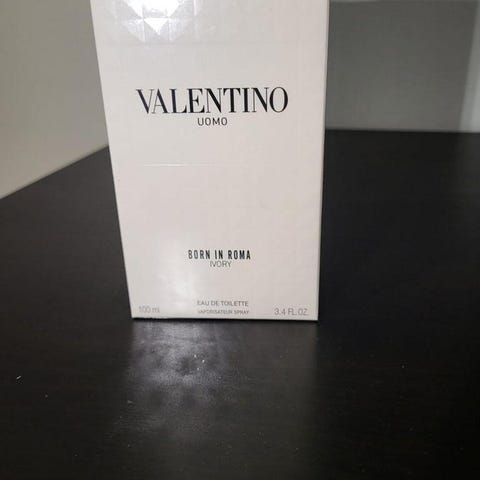 VALENTINO
UOMO
BORN IN ROMA
IVORY
EAU DE TOILETTE
100 ml VAPORISATEUR SPRAY 3.4 FL.OZ.